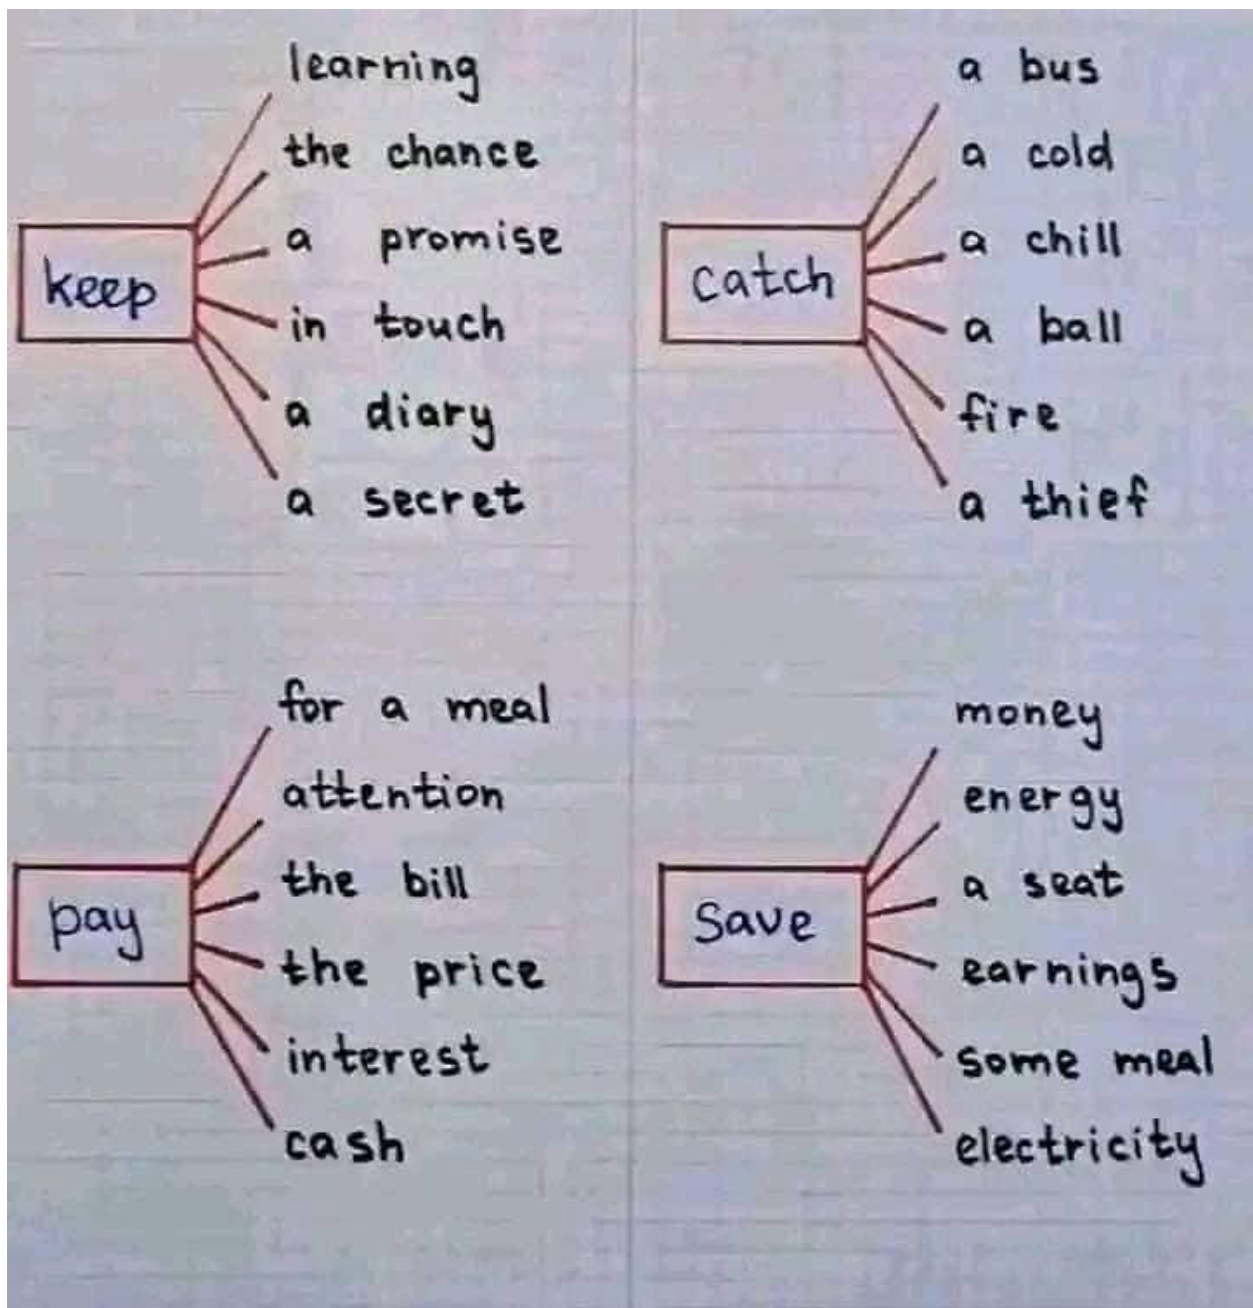 keep
learning
the chance
a promise
in touch
a diary
a secret
catch
a bus
a cold
a chill
a ball
fire
a thief
pay
for a meal
attention
the bill
the price
interest
cash
save
money
energy
a seat
earnings
some meal
electricity